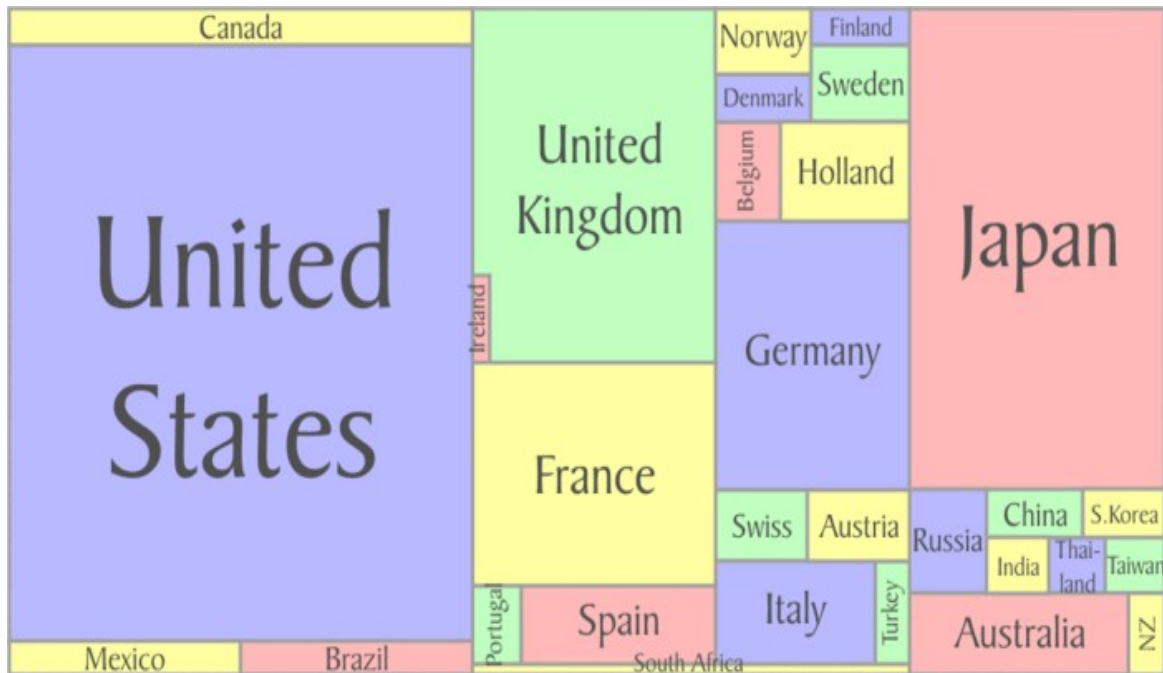 Canada
United
States
Mexico
Brazil
United
Kingdom
Ireland
France
Portugal
Spain
South Africa
Norway
Finland
Denmark
Sweden
Belgium
Holland
Germany
Swiss
Austria
Italy
Turkey
Japan
Russia
China
S.Korea
India
Thai-
land
Taiwan
Australia
NZ